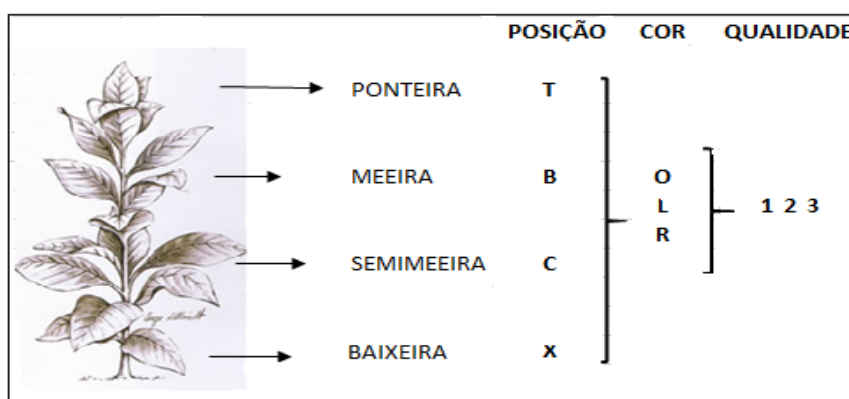 POSIÇÃO COR QUALIDADE
PONTEIRA T
MEEIRA B
O
L 1 2 3
R
SEMIMEEIRA C
BAIXEIRA X